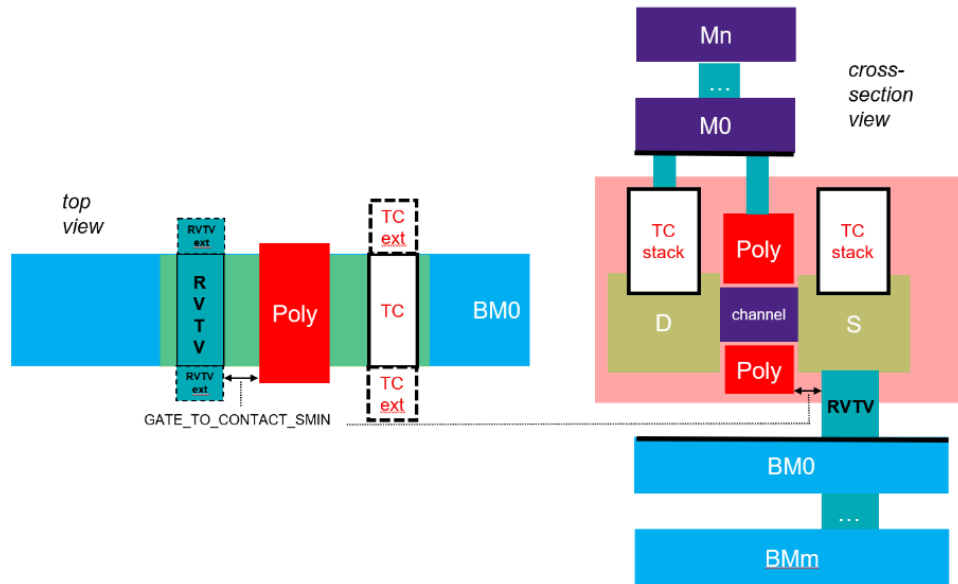 top
view
RVTV
ext
R
V
T
V
RVTV
ext
Poly
TC
ext
TC
TC
ext
BM0
GATE_TO_CONTACT_SMIN
cross-
section
view
Mn
...
M0
TC
stack
Poly
TC
stack
D
channel
S
Poly
RVTV
BM0
...
BMm